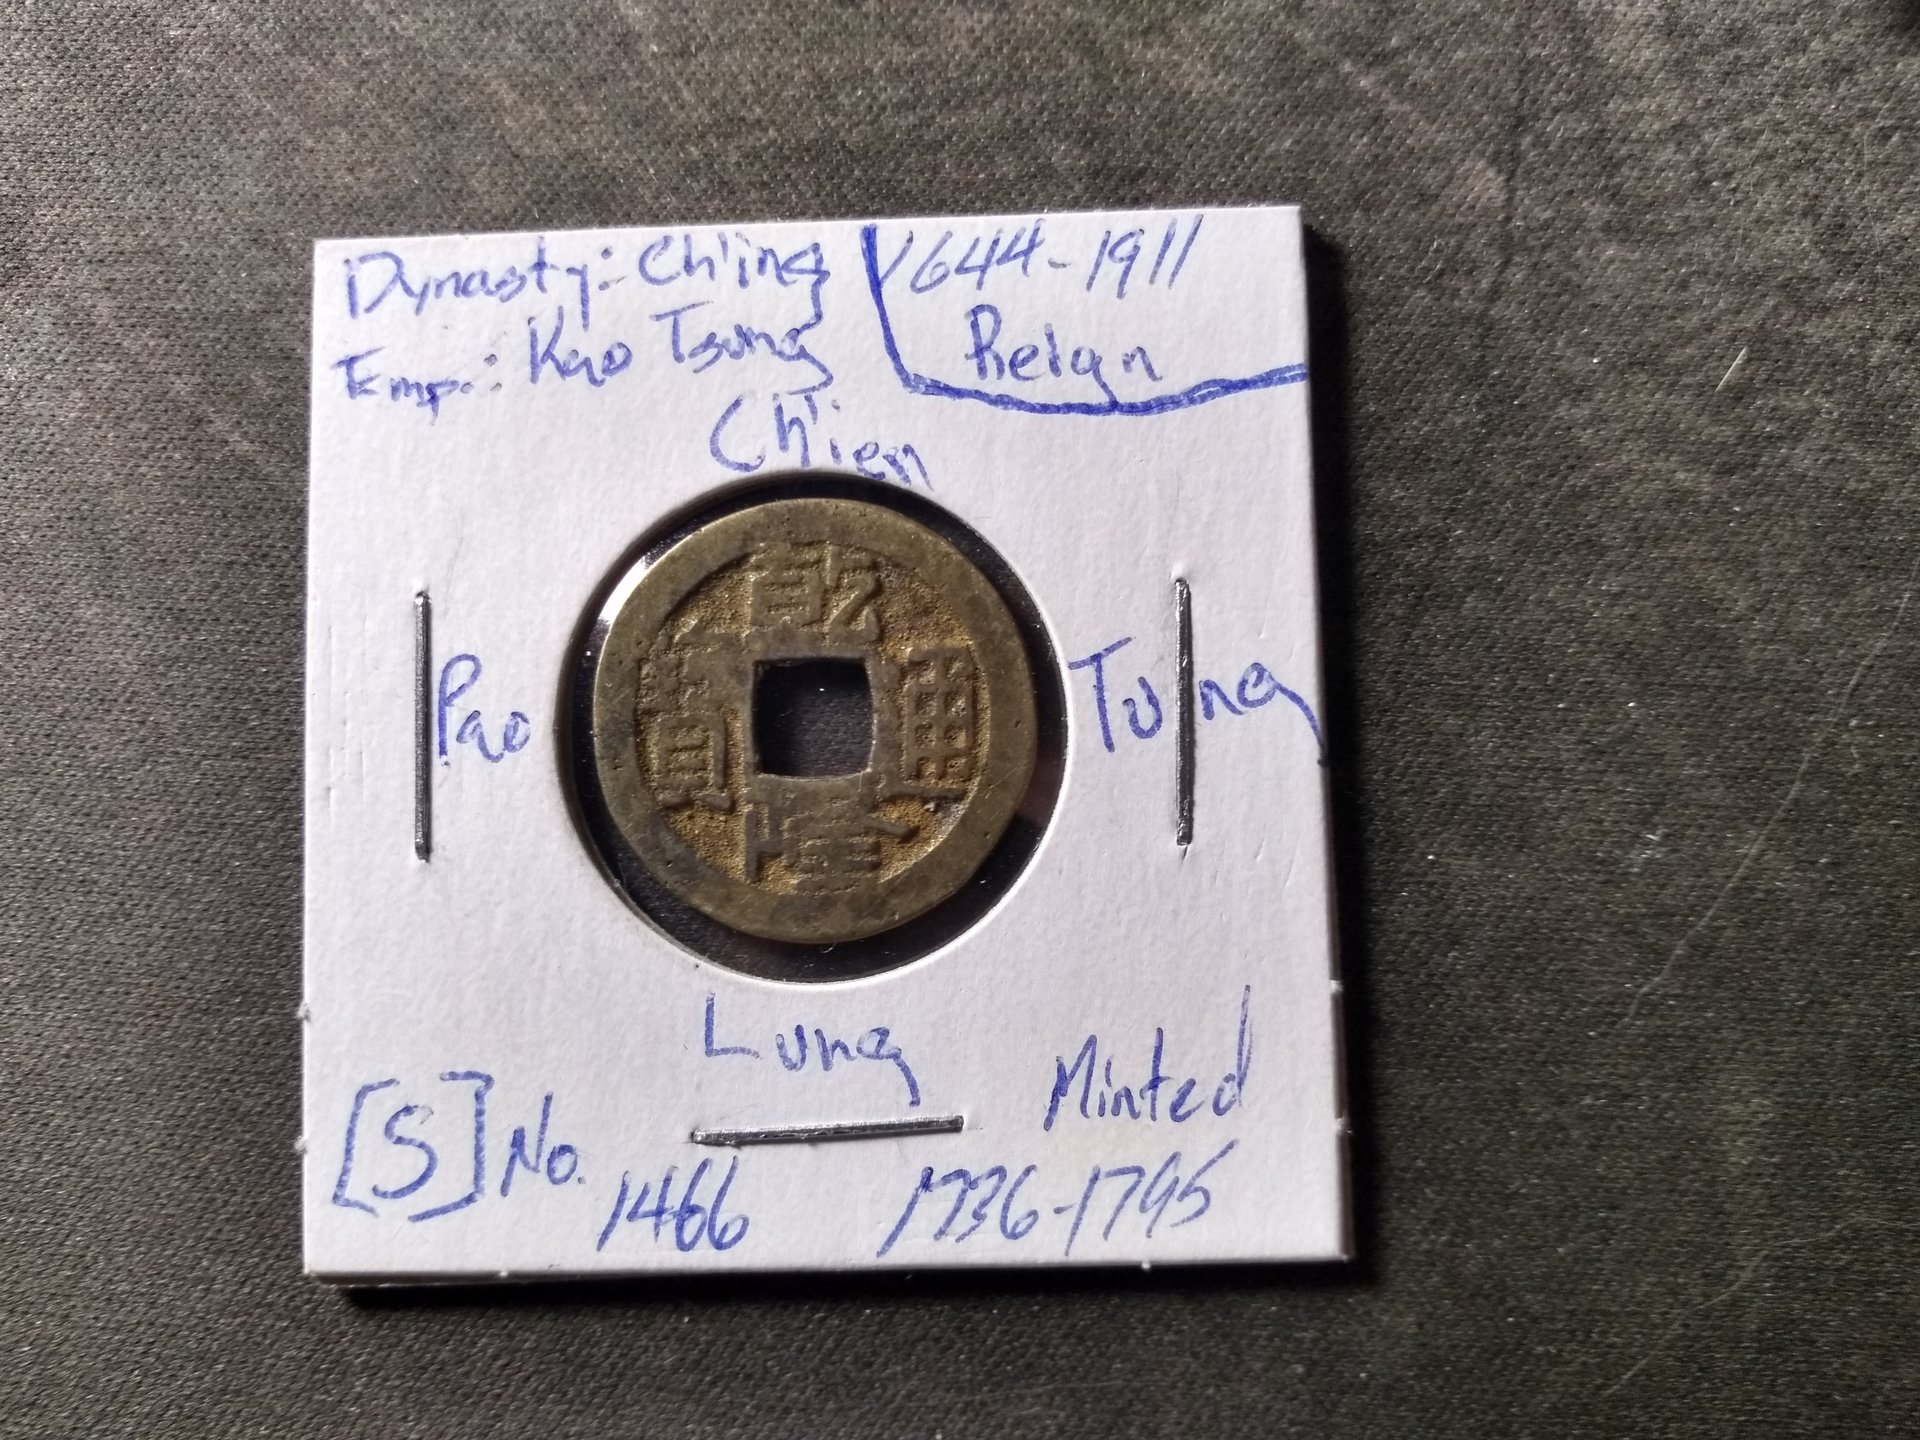 Dynasty: Ch'ing
1644-1911
Emp.: Kao Tsung
Reign
Ch'ien
乾
Pao
寶
通
Tung
隆
Lung
Minted
[S] No. 1466
1736-1795